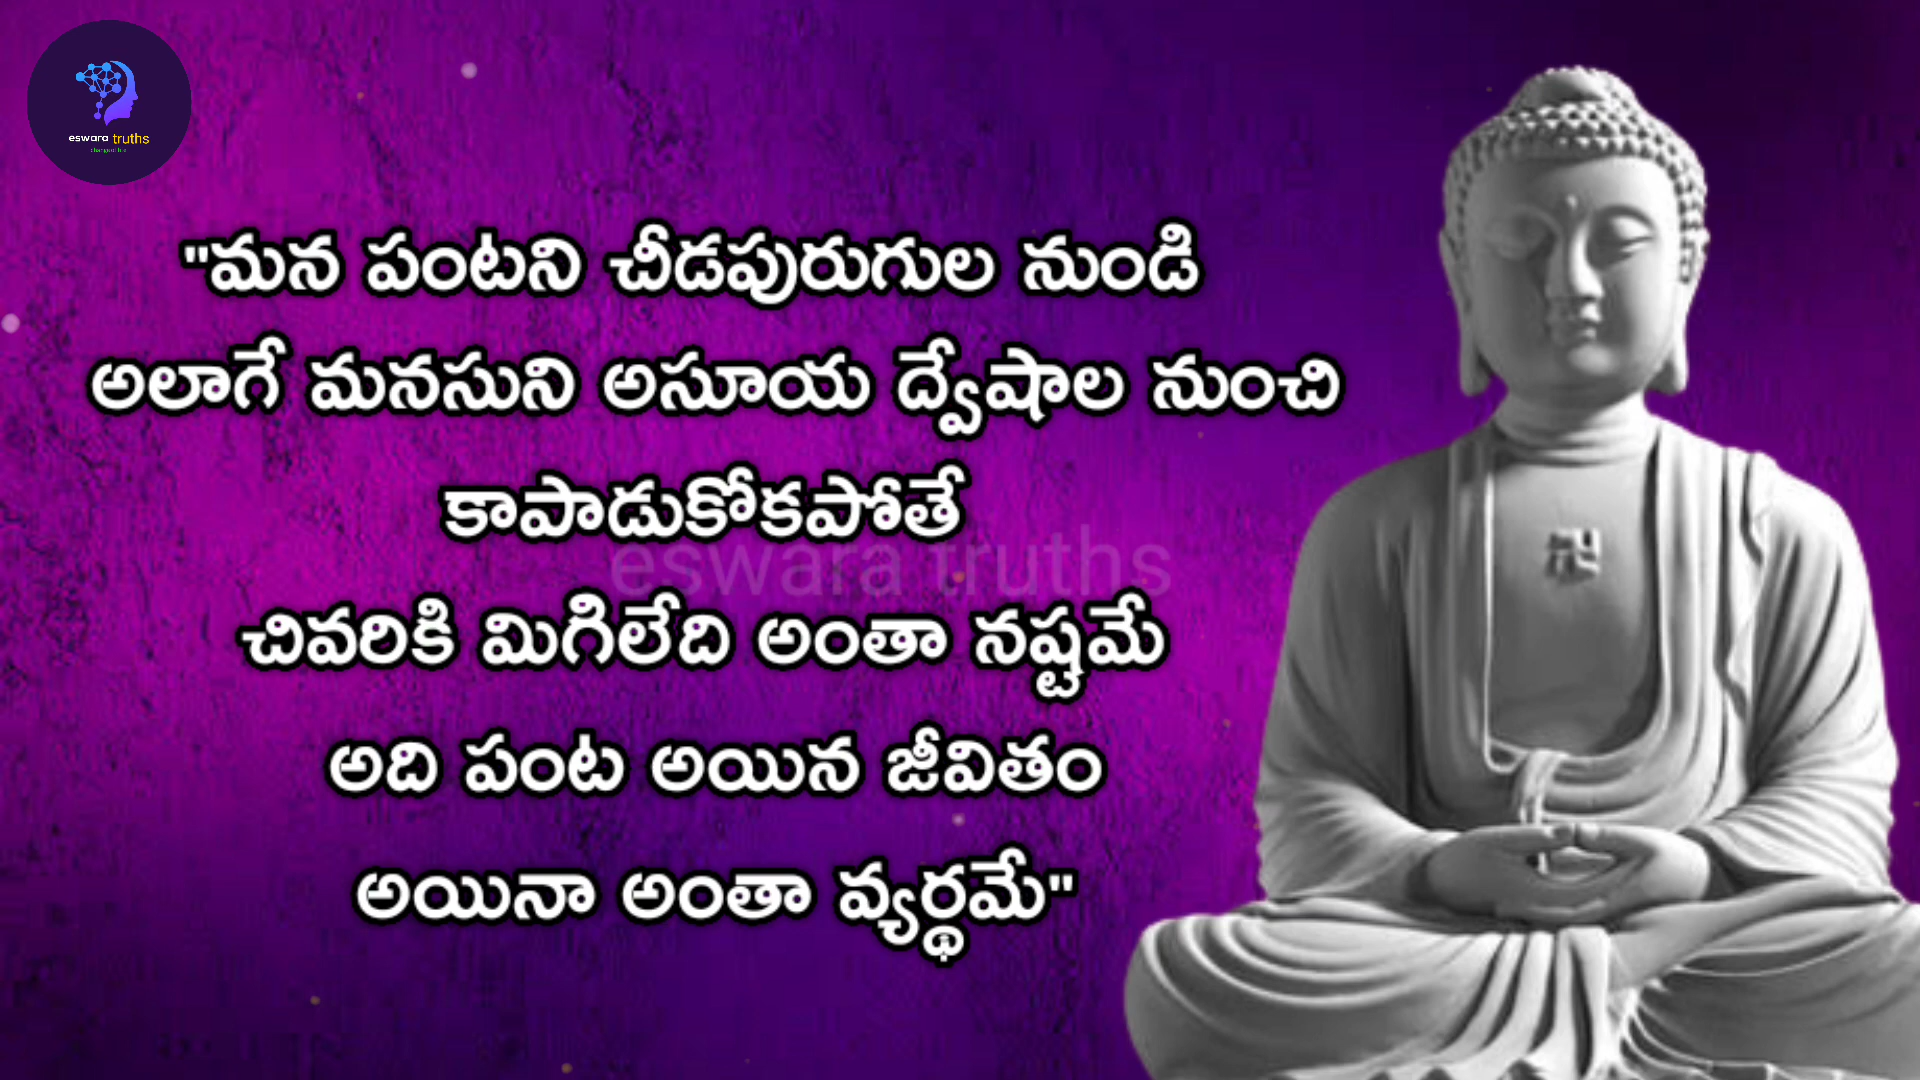 eswara truths
"మన పంటని చీడపురుగుల నుండి
అలాగే మనసుని అసూయ ద్వేషాల నుంచి
కాపాడుకోకపోతే
eswara truths
చివరికి మిగిలేది అంతా నష్టమే
అది పంట అయిన జీవితం
అయినా అంతా వ్యర్థమే"